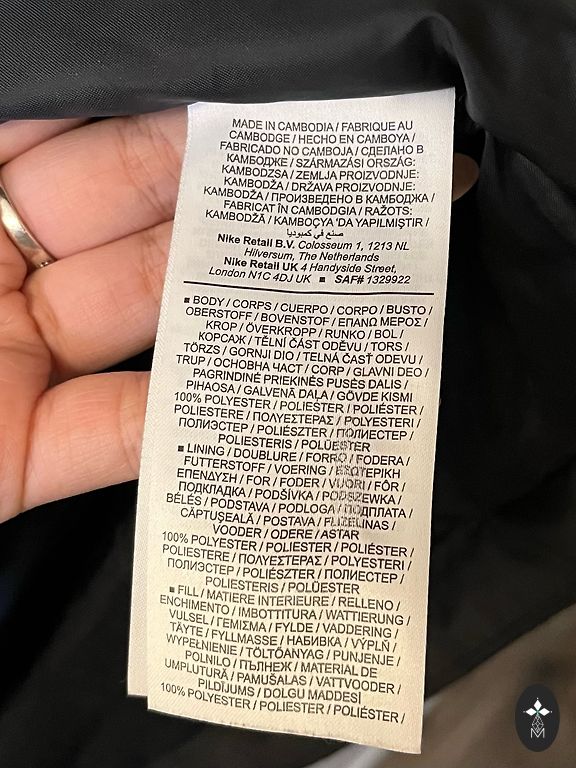 MADE IN CAMBODIA / FABRIQUE AU
CAMBODGE / HECHO EN CAMBOYA /
FABRICADO NO CAMBOJA / СДЕЛАНО В
КАМБОДЖЕ / SZÁRMAZÁSI ORSZÁG:
KAMBODZSA / ZEMLJA PROIZVODNJE:
KAMBODŽA / DRŽAVA PROIZVODNJE:
KAMBODŽA / ПРОИЗВЕДЕНО В КАМБОДЖА /
FABRICAT ÎN CAMBODGIA / RAŽOTS:
KAMBODŽĀ / KAMBOÇYA 'DA YAPILMIŞTIR /
صنع في كمبوديا
Nike Retail B.V. Colosseum 1, 1213 NL
Hilversum, The Netherlands
Nike Retail UK 4 Handyside Street,
London N1C 4DJ UK ■ SAF# 1329922
■ BODY / CORPS / CUERPO / CORPO / BUSTO /
OBERSTOFF / BOVENSTOF / ΕΠΑΝΩ ΜΕΡΟΣ /
KROP / ÖVERKROPP / RUNKO / BOL /
КОРСАЖ / TĚLNÍ ČÁST ODĚVU / TORS /
TÖRZS / GORNJI DIO / TELNÁ ČASŤ ODEVU /
TRUP / ОСНОВНА ЧАСТ / CORP / GLAVNI DEO /
PAGRINDINĖ PRIEKINĖS PUSĖS DALIS /
PIHAOSA / GALVENĀ DAĻA / GÖVDE KISMI
100% POLYESTER / POLIESTER / POLIÉSTER /
POLIESTERE / ΠΟΛΥΕΣΤΕΡΑΣ / POLYESTERI /
ПОЛИЭСТЕР / POLIÉSZTER / ПОЛИЕСТЕР /
POLIESTERIS / POLÜESTER
■ LINING / DOUBLURE / FORRO / FODERA /
FUTTERSTOFF / VOERING / ΕΣΩΤΕΡΙΚΗ
ΕΠΕΝΔΥΣΗ / FOR / FODER / VUORI / FÔR /
ПОДКЛАДКА / PODŠÍVKA / PODSZEWKA /
BÉLÉS / PODSTAVA / PODLOGA / ПОДПЛАТА /
CĂPTUŞEALĂ / POSTAVA / FLIZELINAS /
VOODER / ODERE / ASTAR
100% POLYESTER / POLIESTER / POLIÉSTER /
POLIESTERE / ΠΟΛΥΕΣΤΕΡΑΣ / POLYESTERI /
ПОЛИЭСТЕР / POLIÉSZTER / ПОЛИЕСТЕР /
POLIESTERIS / POLÜESTER
■ FILL / MATIERE INTERIEURE / RELLENO /
ENCHIMENTO / IMBOTTITURA / WATTIERUNG /
VULSEL / ΓΕΜΙΣΜΑ / FYLDE / VADDERING /
TÄYTE / FYLLMASSE / НАБИВКА / VÝPLŇ /
WYPEŁNIENIE / TÖLTŐANYAG / PUNJENJE /
POLNILO / ПЪЛНЕЖ / MATERIAL DE
UMPLUTURĂ / PAMUŠALAS / VATTVOODER /
PILDĪJUMS / DOLGU MADDESİ
100% POLYESTER / POLIESTER / POLIÉSTER /